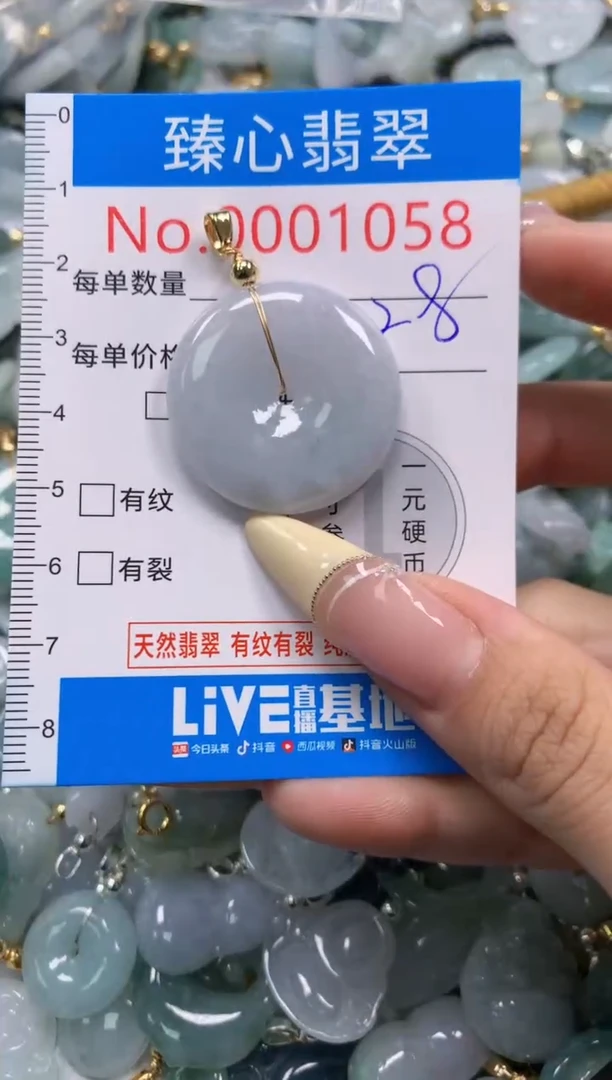 臻心翡翠
No.0001058
每单数量
28
每单价格
一元硬币
有纹
有裂
天然翡翠 有纹有裂
LiVE直播基地
今日头条 抖音 西瓜视频 抖音火山版
0
1
2
3
4
5
6
7
8